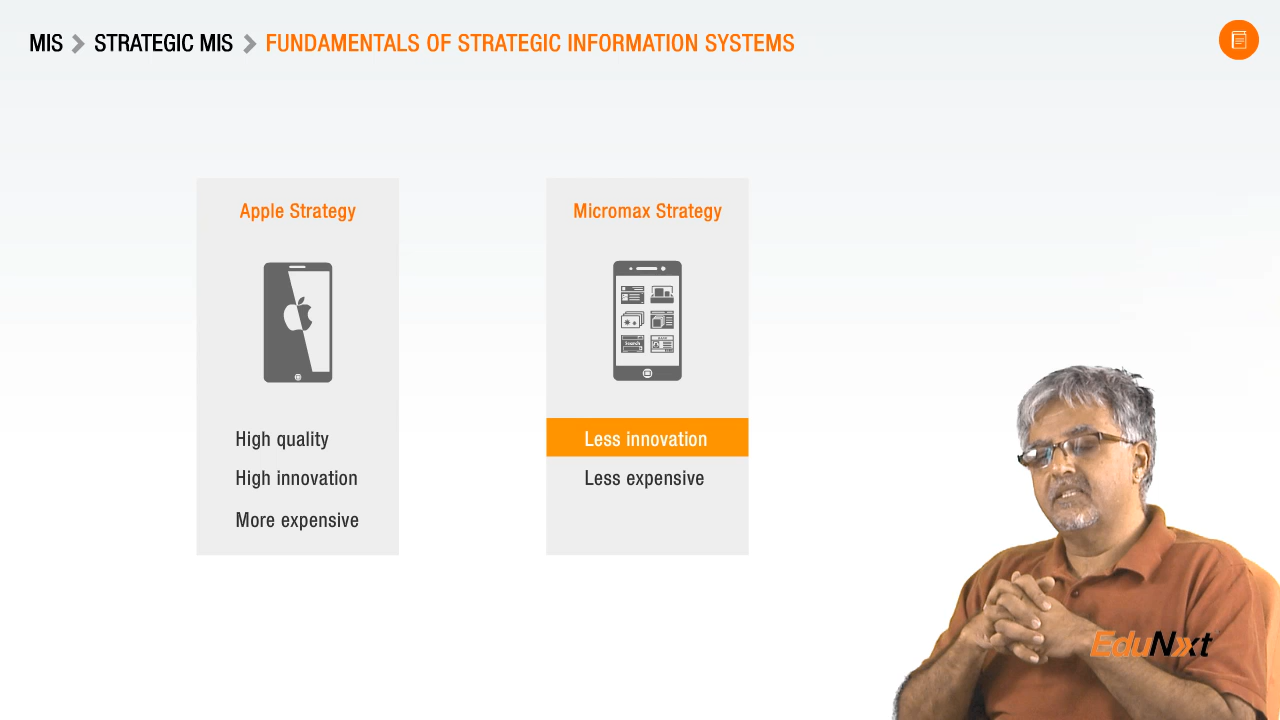 MIS > STRATEGIC MIS > FUNDAMENTALS OF STRATEGIC INFORMATION SYSTEMS
Apple Strategy
High quality
High innovation
More expensive
Micromax Strategy
Search
Less innovation
Less expensive
EduNxt